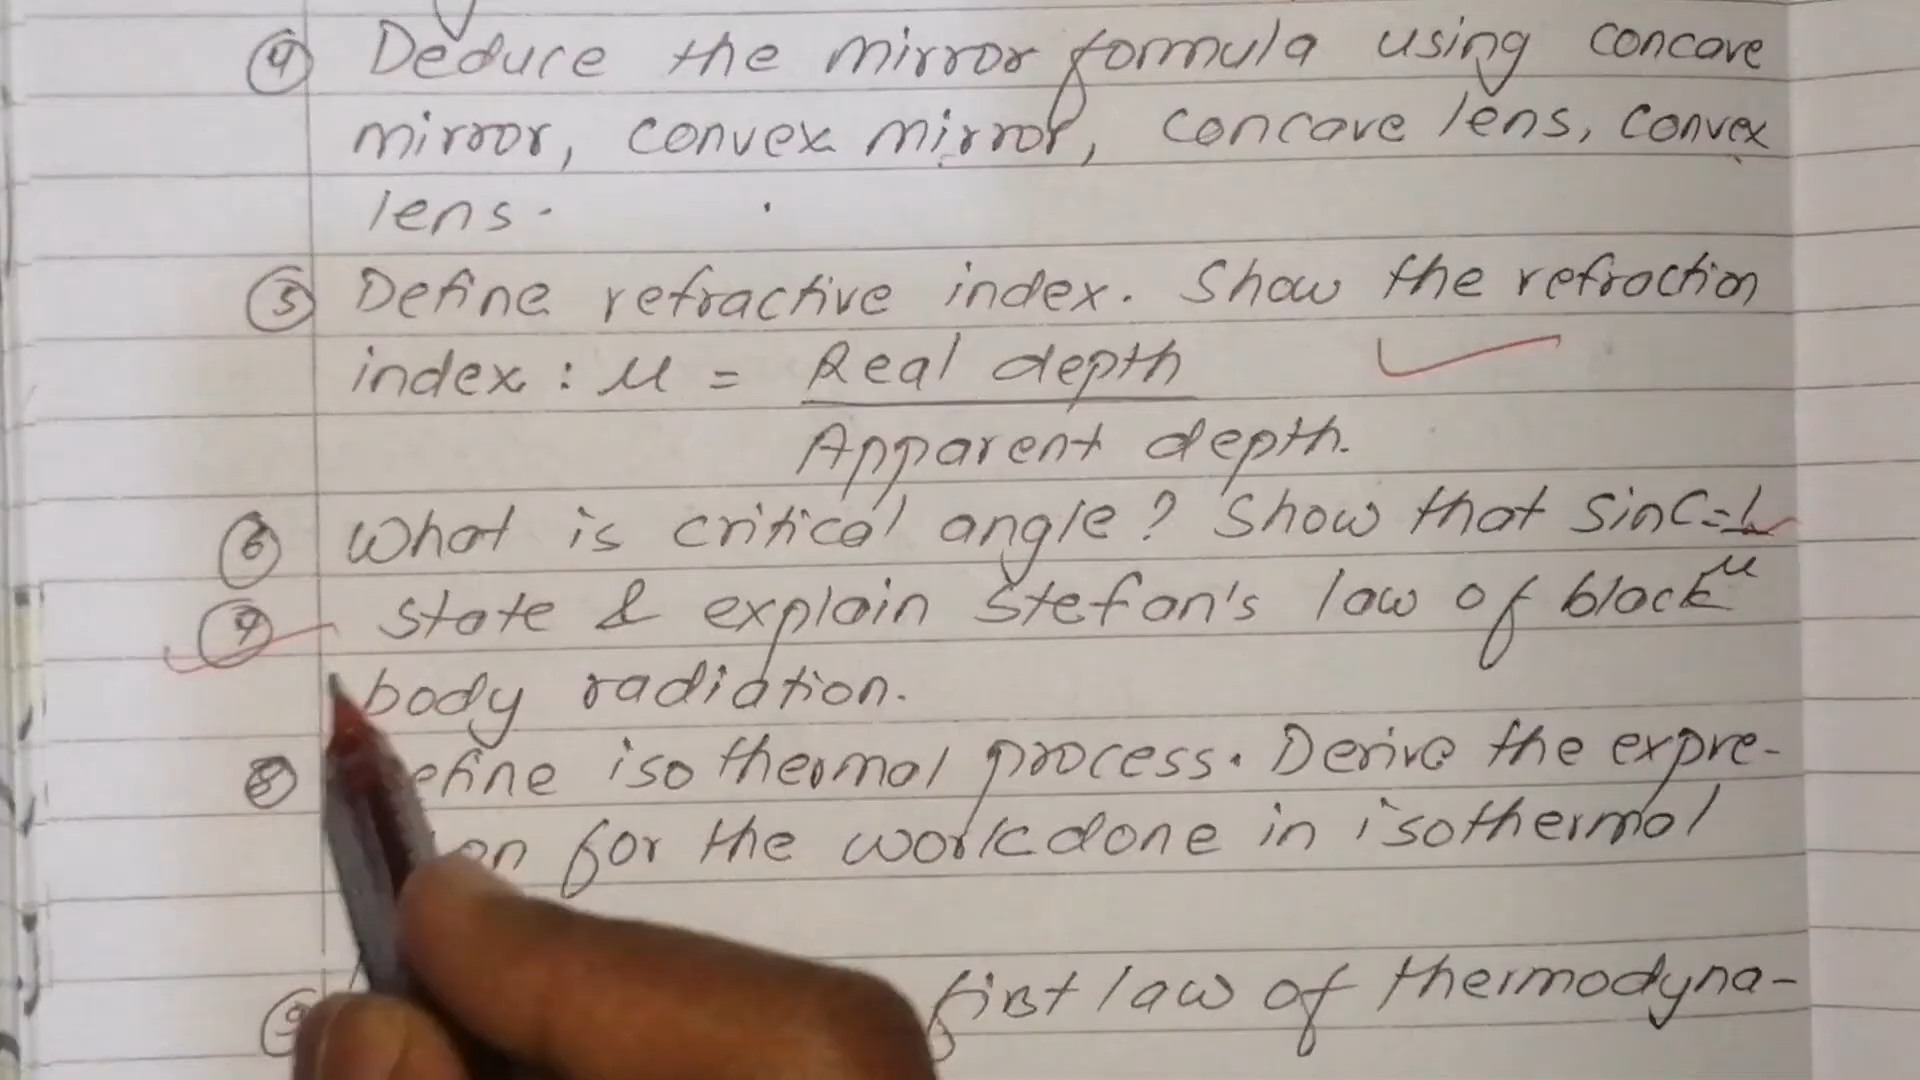 ④ Deduce the mirror formula using concave
mirror, convex mirror, concave lens, convex
lens.
⑤ Define refractive index. Show the refraction
index : μ = Real depth
Apparent depth.
⑥ What is critical angle? Show that Sin C = 1
μ
⑦ State & explain Stefan's law of black
body radiation.
⑧ efine isothermal process. Derive the expre-
on for the workdone in isothermal
⑨ first law of thermodyna-